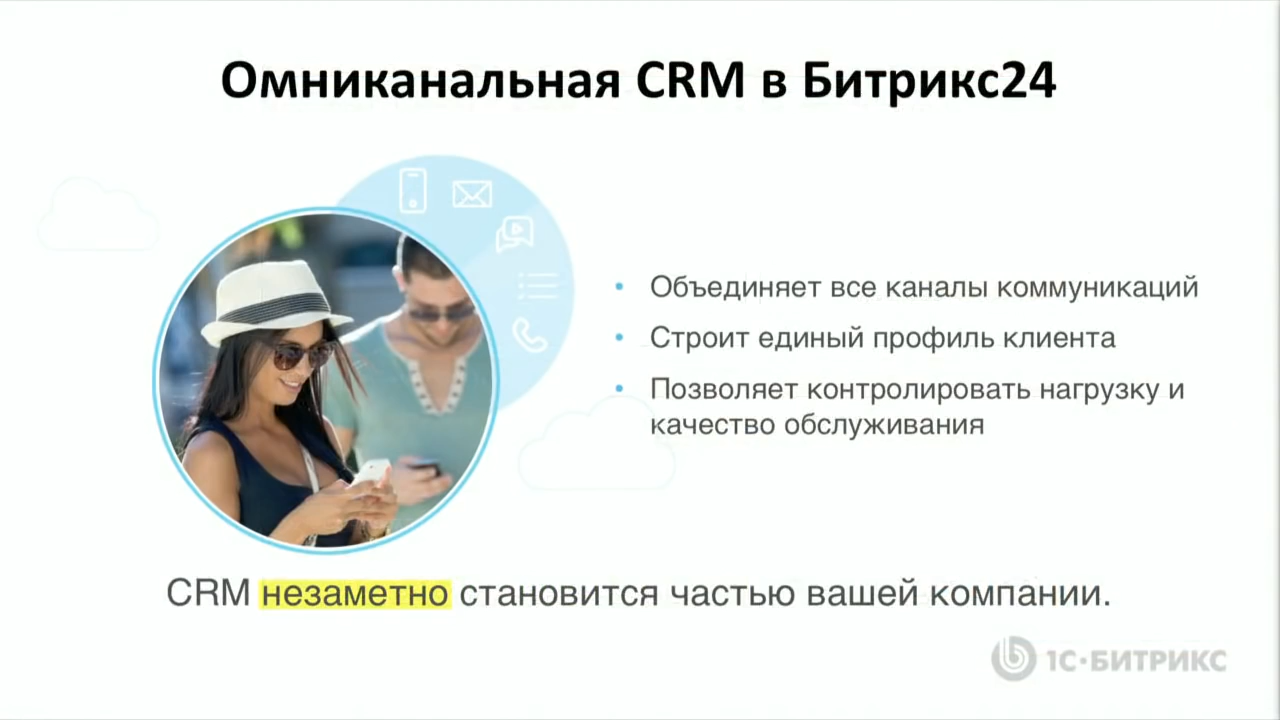 Омниканальная CRM в Битрикс24
• Объединяет все каналы коммуникаций
• Строит единый профиль клиента
• Позволяет контролировать нагрузку и
качество обслуживания
CRM незаметно становится частью вашей компании.
1С·БИТРИКС